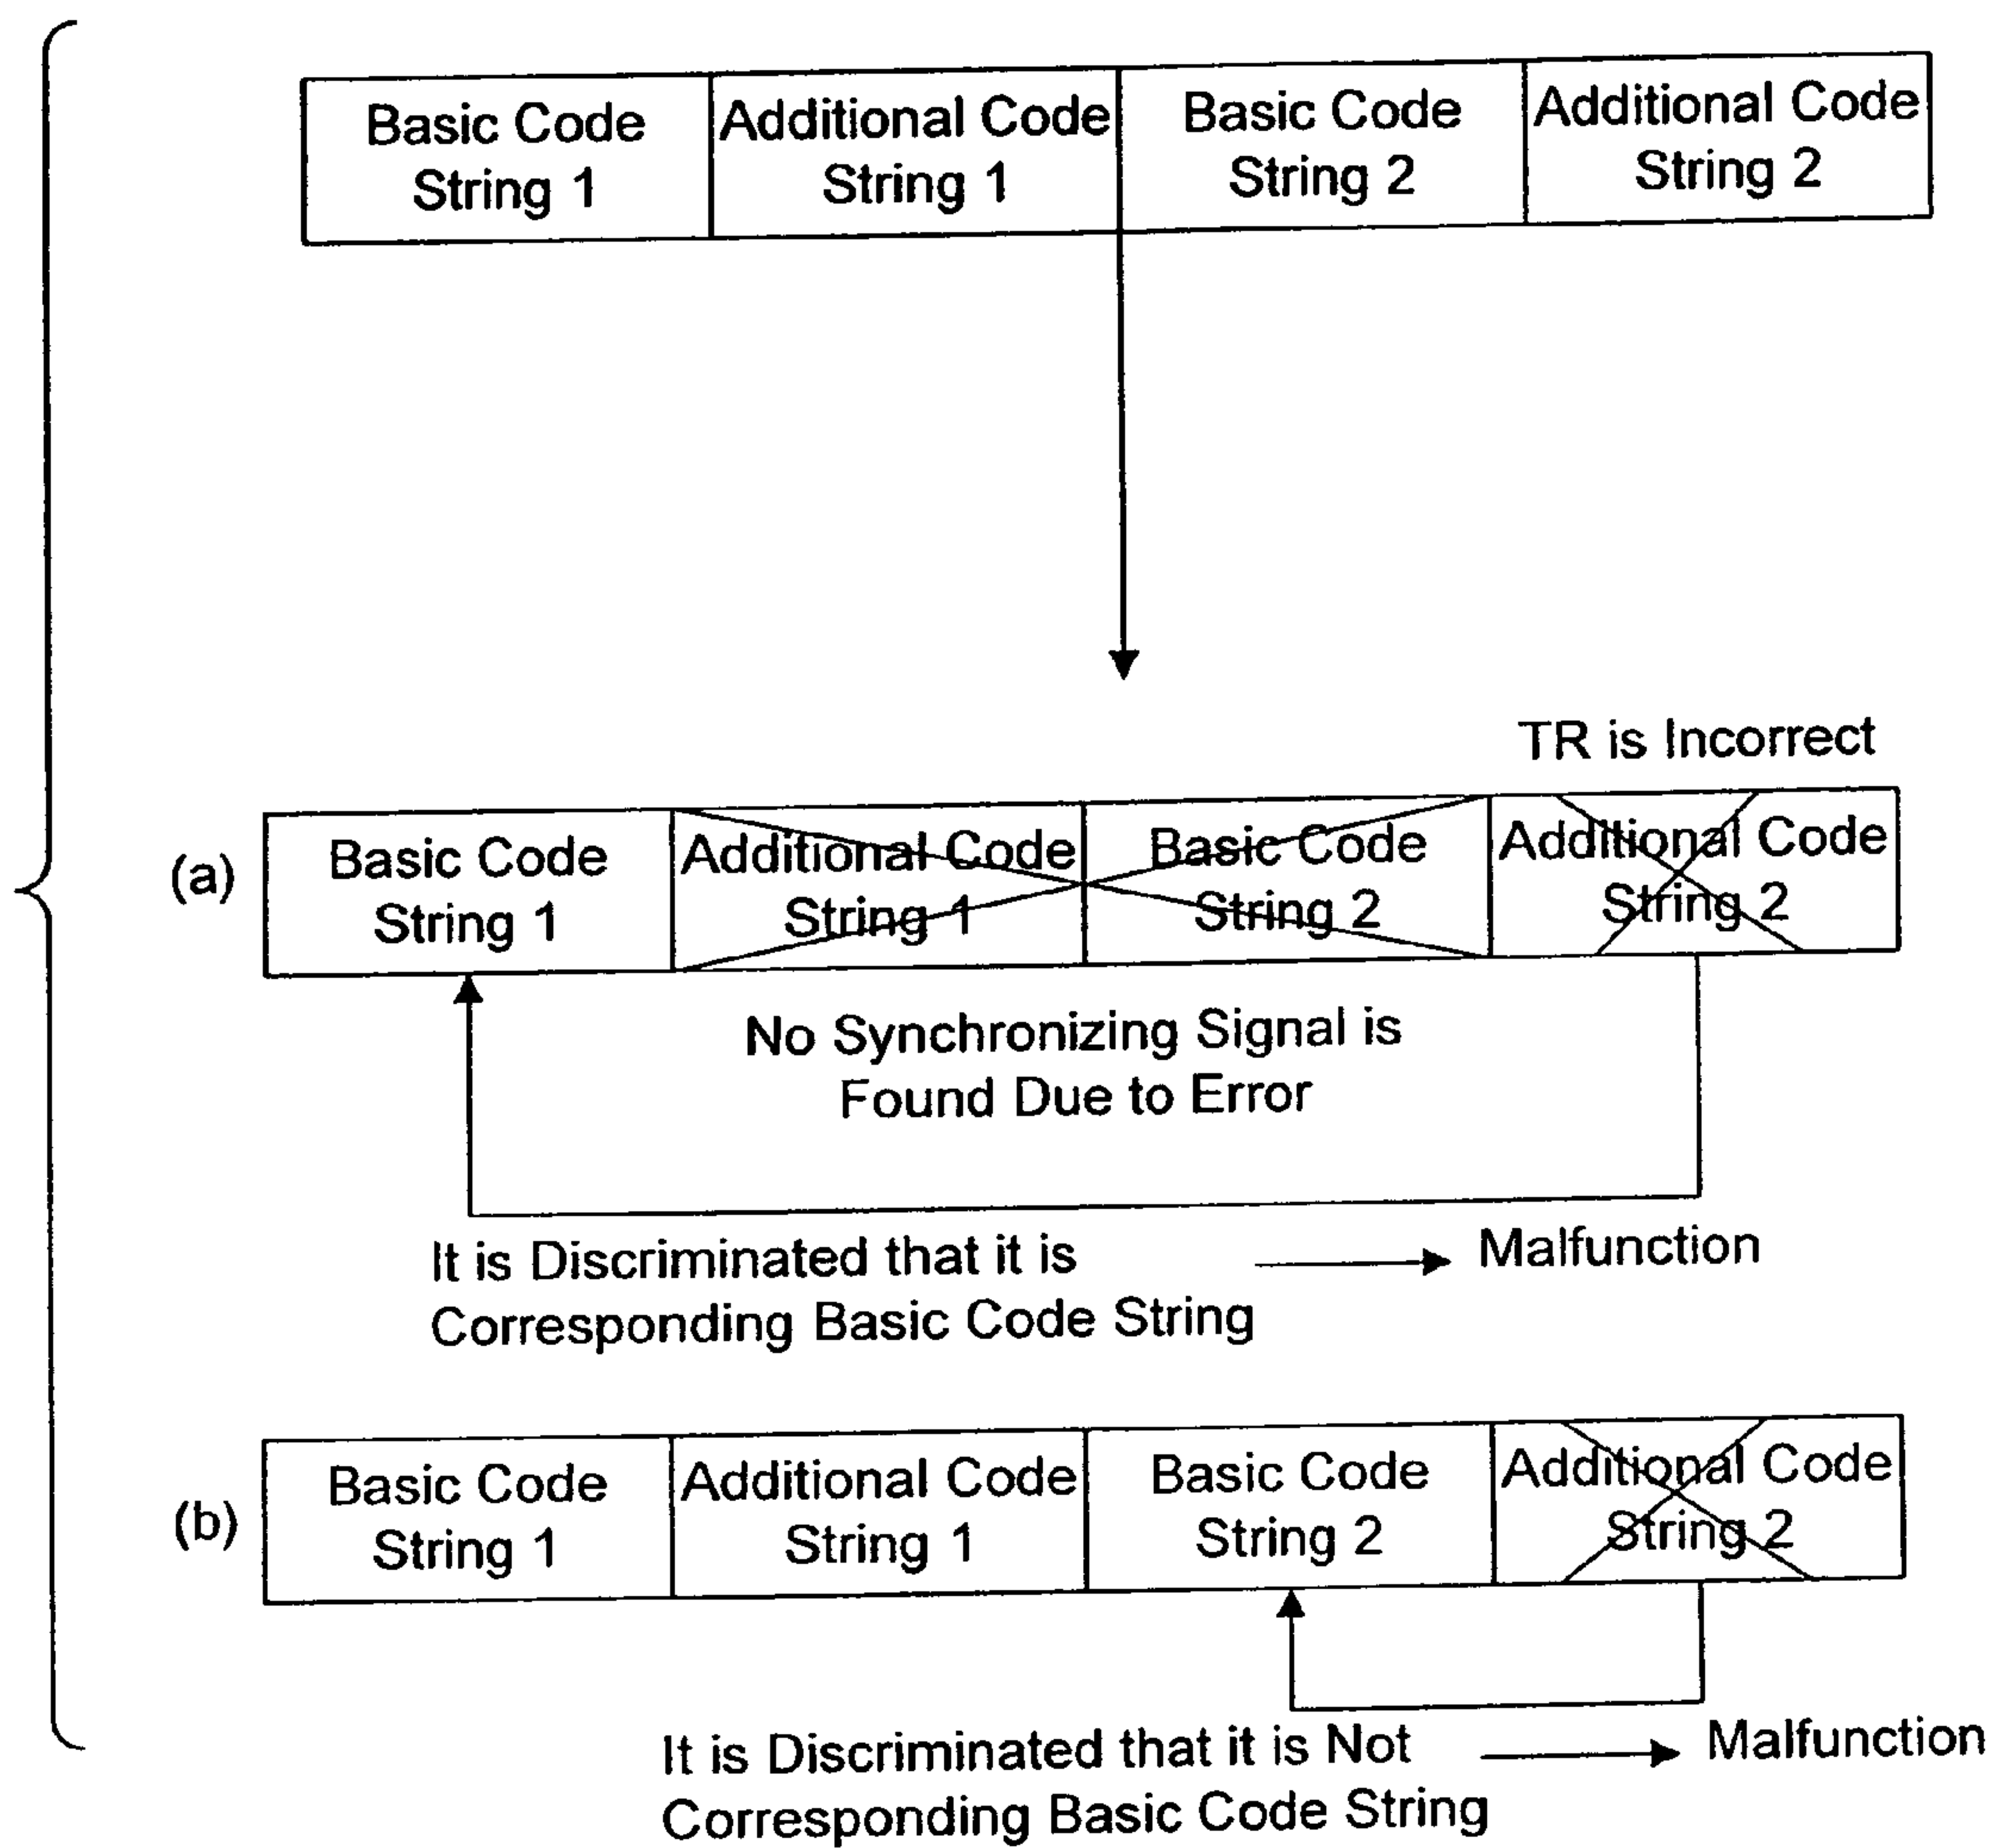 Basic Code
String 1
Additional Code
String 1
Basic Code
String 2
Additional Code
String 2
TR is Incorrect
(a)
Basic Code
String 1
Additional Code
String 1
Basic Code
String 2
Additional Code
String 2
No Synchronizing Signal is
Found Due to Error
It is Discriminated that it is
Corresponding Basic Code String
Malfunction
(b)
Basic Code
String 1
Additional Code
String 1
Basic Code
String 2
Additional Code
String 2
It is Discriminated that it is Not
Corresponding Basic Code String
Malfunction